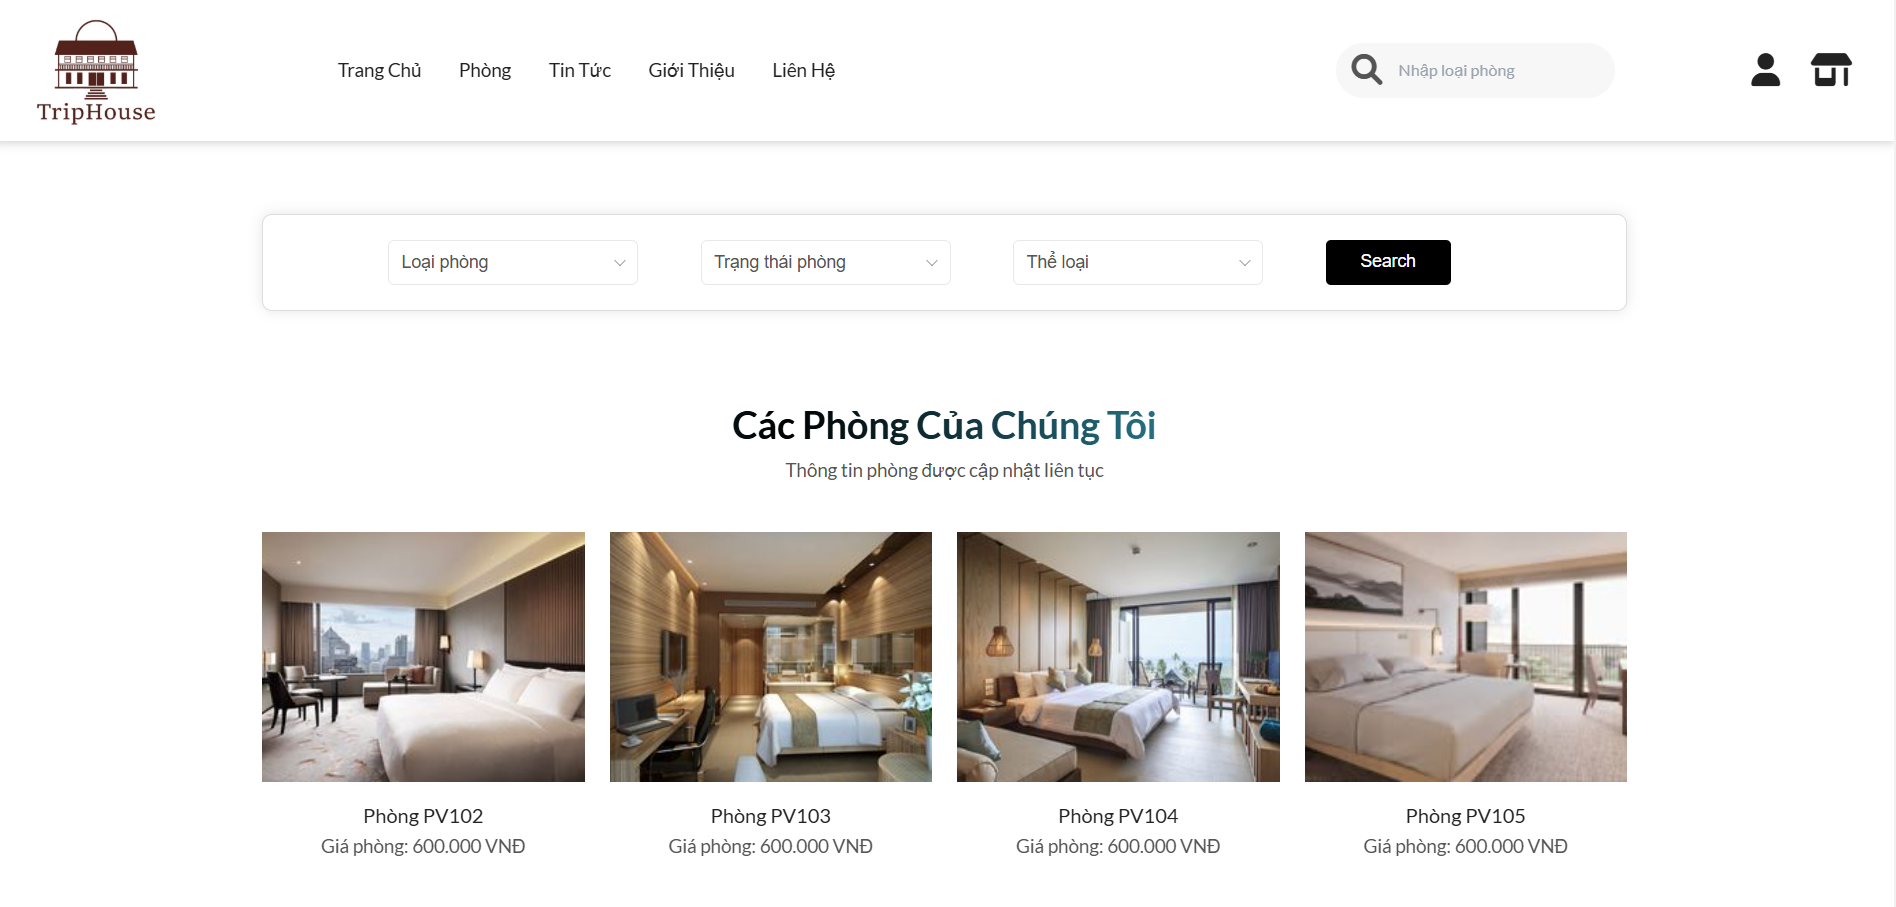 TripHouse
Trang Chủ Phòng Tin Tức Giới Thiệu Liên Hệ
Nhập loại phòng
Loại phòng Trạng thái phòng Thể loại Search
Các Phòng Của Chúng Tôi
Thông tin phòng được cập nhật liên tục
Phòng PV102 Phòng PV103 Phòng PV104 Phòng PV105
Giá phòng: 600.000 VNĐ Giá phòng: 600.000 VNĐ Giá phòng: 600.000 VNĐ Giá phòng: 600.000 VNĐ